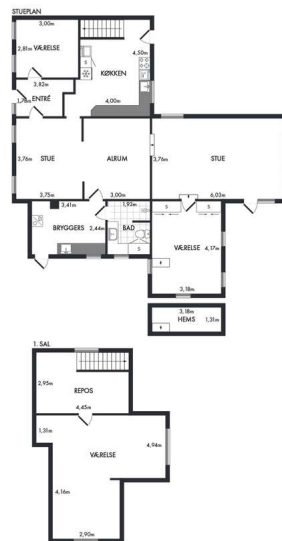 STUEPLAN
3,00m
2,81m
VÆRELSE
4,50m
S
KØKKEN
3,82m
ENTRÉ
1,70m
4,00m
3,76m
STUE
ALRUM
3,76m
STUE
3,75m
3,00m
6,03m
3,41m
1,93m
S
S
BRYGGERS
2,44m
BAD
VÆRELSE
4,17m
S
3,18m
3,18m
HEMS
1,31m
1. SAL
2,95m
REPOS
4,45m
1,31m
VÆRELSE
4,94m
4,16m
2,90m